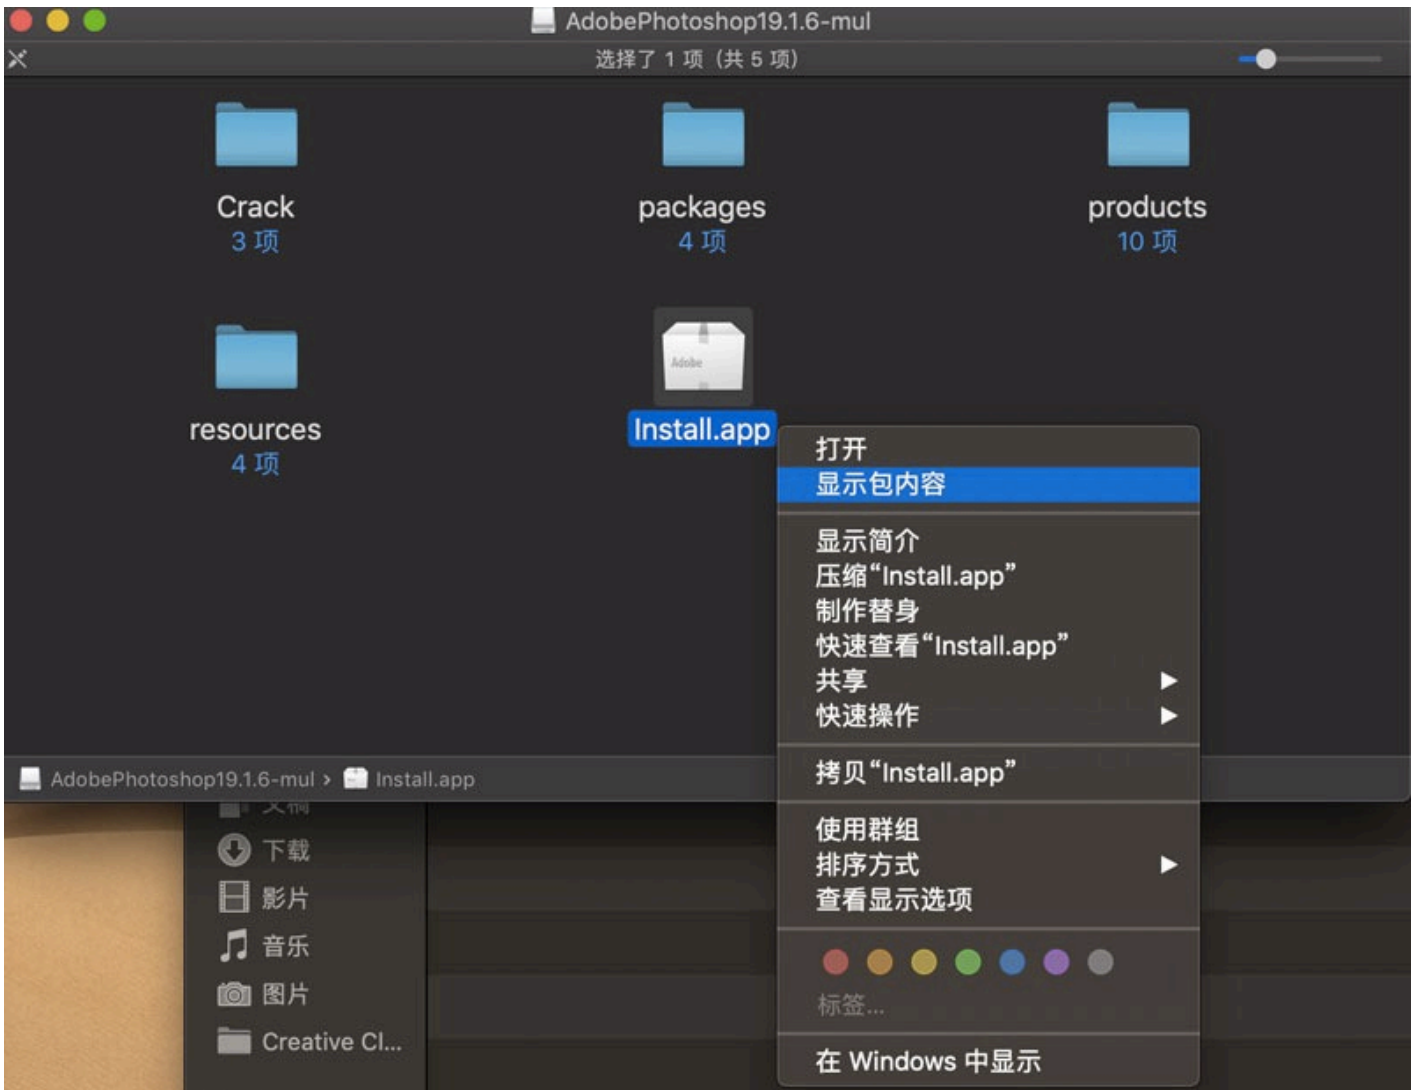 AdobePhotoshop19.1.6-mul
选择了 1 项（共 5 项）
Crack
3 项
packages
4 项
products
10 项
resources
4 项
Adobe
Install.app
打开
显示包内容
显示简介
压缩“Install.app”
制作替身
快速查看“Install.app”
共享
快速操作
拷贝“Install.app”
使用群组
排序方式
查看显示选项
标签...
在 Windows 中显示
AdobePhotoshop19.1.6-mul › Install.app
文稿
下载
影片
音乐
图片
Creative Cl...